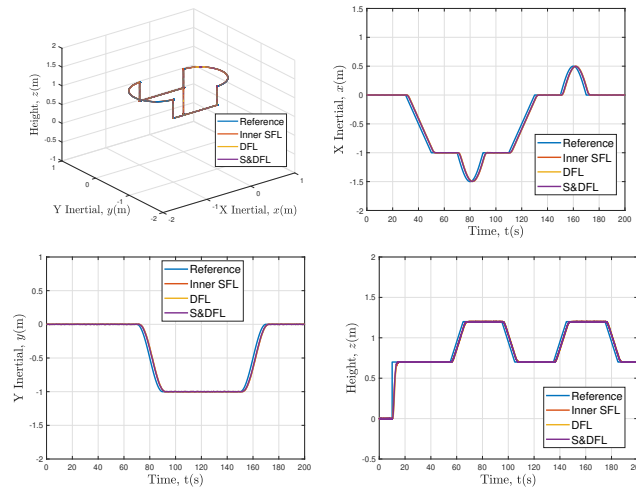 2
1.5
1
0.5
0
-0.5
-1
Height, z(m)
1
0
-1
-2
Y Inertial, y(m)
-2
-1
0
1
X Inertial, x(m)
Reference
Inner SFL
DFL
S&DFL
1
0.5
0
-0.5
-1
-1.5
-2
X Inertial, x(m)
0 20 40 60 80 100 120 140 160 180 200
Time, t(s)
Reference
Inner SFL
DFL
S&DFL
1
0.5
0
-0.5
-1
-1.5
-2
Y Inertial, y(m)
0 20 40 60 80 100 120 140 160 180 200
Time, t(s)
Reference
Inner SFL
DFL
S&DFL
2
1.5
1
0.5
0
-0.5
Height, z(m)
0 20 40 60 80 100 120 140 160 180 200
Time, t(s)
Reference
Inner SFL
DFL
S&DFL